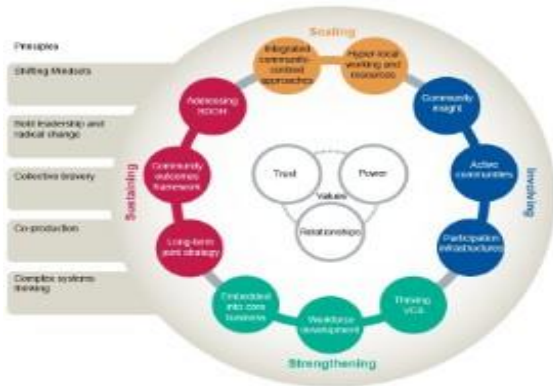 Principles
Shifting Mindsets
Bold leadership and
radical change
Collective bravery
Co-production
Complex systems
thinking
Scaling
Integrated
community-
centred
approaches
Hyper-local
working and
resources
Involving
Community
insight
Active
communities
Participation
infrastructures
Strengthening
Thriving
VCS
Workforce
development
Embedded
into core
business
Sustaining
Long-term
joint strategy
Community
outcomes
framework
Addressing
Trust
Power
Values
Relationships